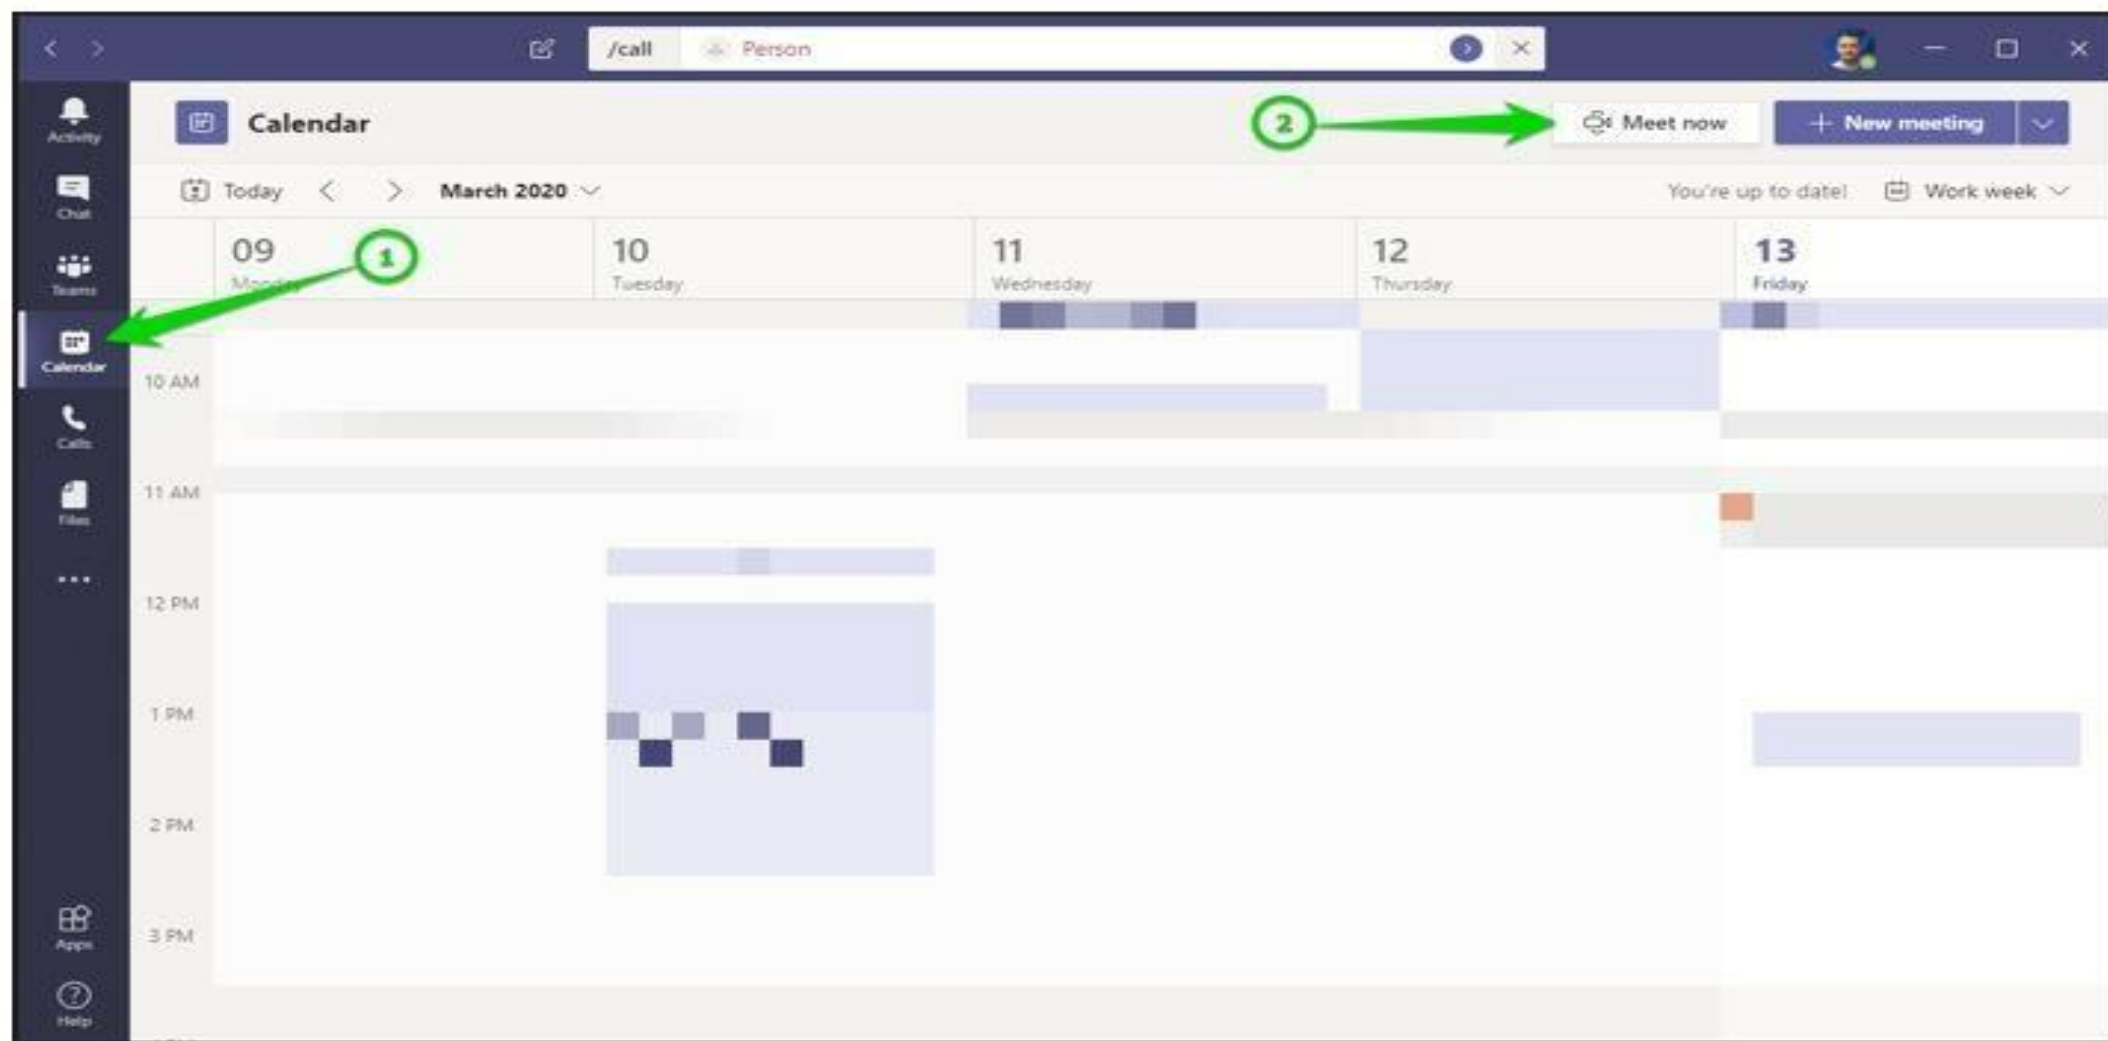 /call Person
Activity
Chat
Teams
Calendar
Calls
Files
Apps
Help
Calendar
2
Meet now
+ New meeting
Today
March 2020
You're up to date!
Work week
09
Monday
1
10
Tuesday
11
Wednesday
12
Thursday
13
Friday
10 AM
11 AM
12 PM
1 PM
2 PM
3 PM